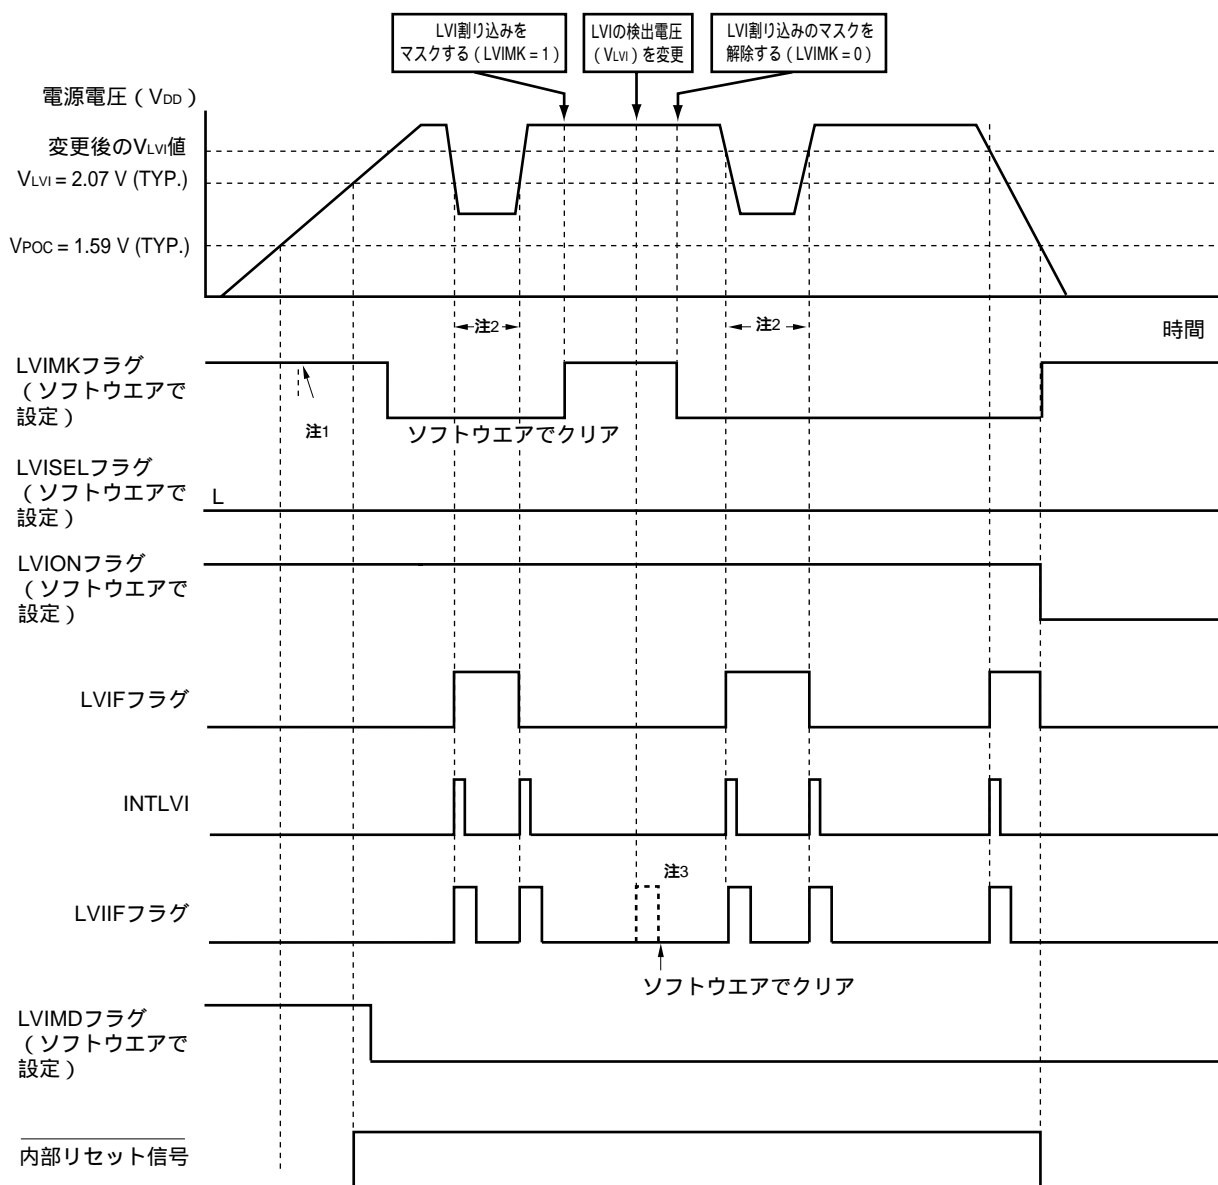 LVI割り込みを
マスクする（LVIMK = 1）
LVIの検出電圧
（VLVI）を変更
LVI割り込みのマスクを
解除する（LVIMK = 0）
電源電圧（VDD）
変更後のVLVI値
VLVI = 2.07 V (TYP.)
VPOC = 1.59 V (TYP.)
注2
注2
時間
LVIMKフラグ
（ソフトウエアで
設定）
注1
ソフトウエアでクリア
LVISELフラグ
（ソフトウエアで
設定）
L
LVIONフラグ
（ソフトウエアで
設定）
LVIFフラグ
INTLVI
注3
LVIIFフラグ
ソフトウエアでクリア
LVIMDフラグ
（ソフトウエアで
設定）
内部リセット信号